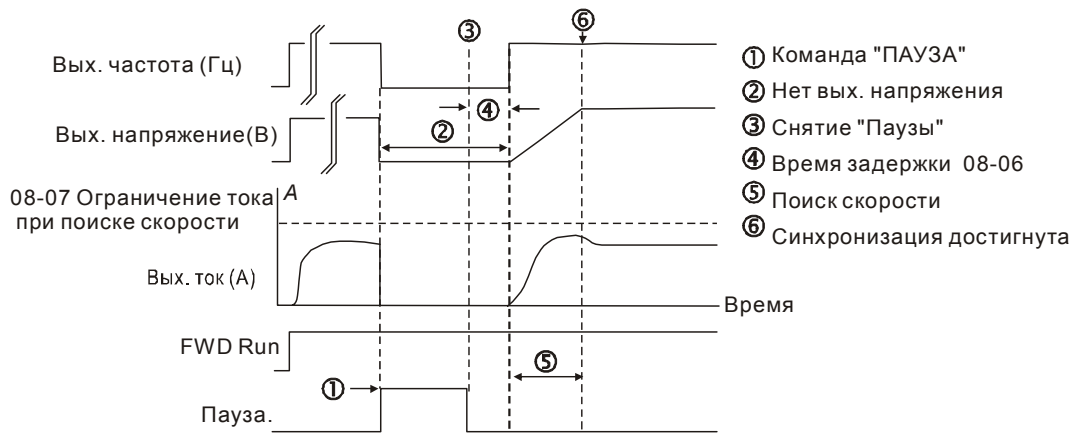 ③
⑥
Вых. частота (Гц)
④
Вых. напряжение(В)
②
08-07 Ограничение тока
при поиске скорости
A
Вых. ток (А)
Время
FWD Run
⑤
①
Пауза.
① Команда "ПАУЗА"
② Нет вых. напряжения
③ Снятие "Паузы"
④ Время задержки 08-06
⑤ Поиск скорости
⑥ Синхронизация достигнута